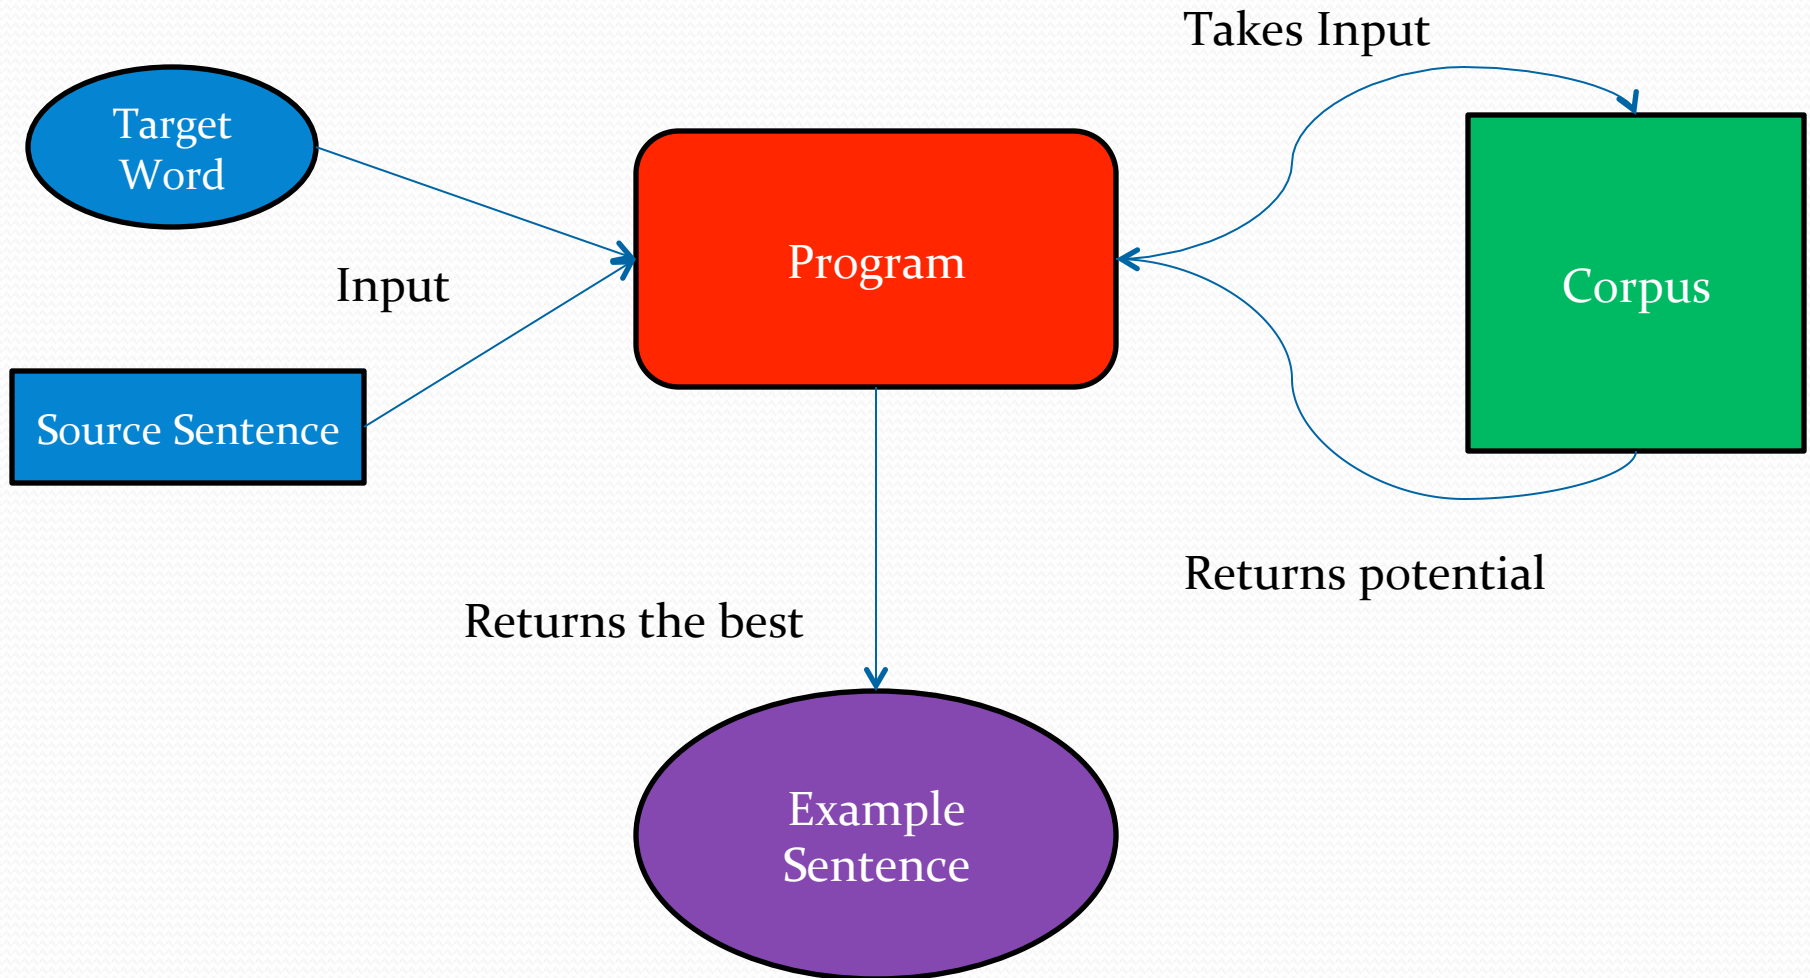 Takes Input
Target
Word
Program
Input
Corpus
Source Sentence
Returns potential
Returns the best
Example
Sentence